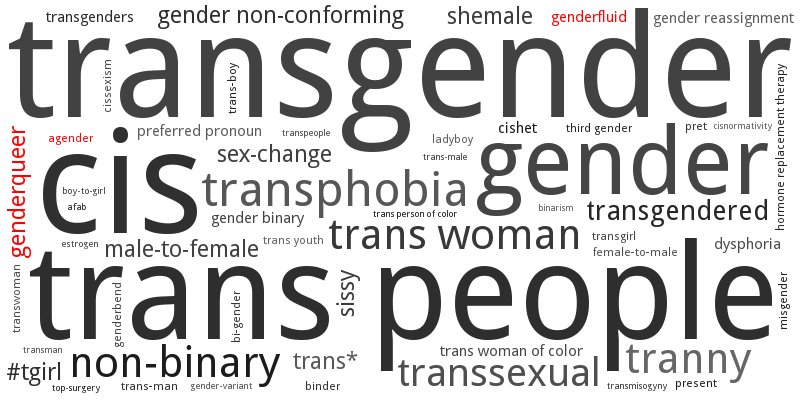 transgenders
gender non-conforming
shemale
genderfluid
gender reassignment
transgender
cissexism
trans-boy
hormone replacement therapy
genderqueer
agender
preferred pronoun
transpeople
ladyboy
cishet
third gender
pret
cisnormativity
cis
sex-change
trans-male
gender
boy-to-girl
afab
transphobia
gender binary
trans person of color
binarism
transgendered
estrogen
male-to-female
trans youth
trans woman
transgirl
female-to-male
dysphoria
transwoman
trans people
genderbend
bi-gender
sissy
misgender
transman
#tgirl
non-binary
trans*
trans woman of color
tranny
top-surgery
trans-man
gender-variant
binder
transsexual
transmisogyny
present